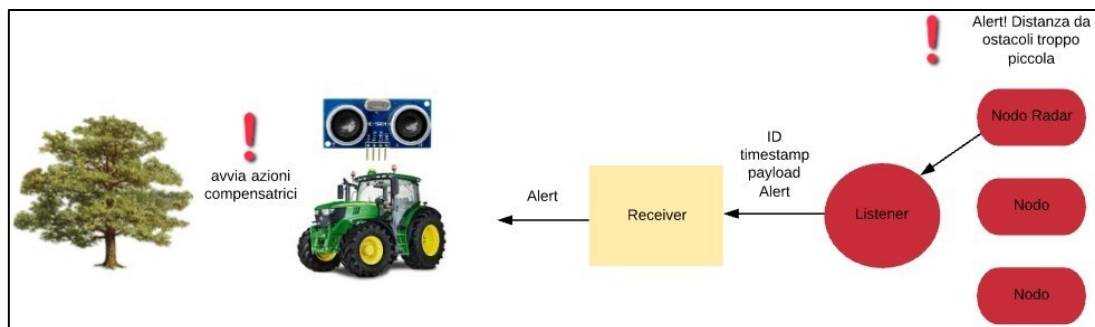 Alert! Distanza da
ostacoli troppo
piccola
Nodo Radar
ID
timestamp
payload
Alert
avvia azioni
compensatrici
Alert
Receiver
Listener
Nodo
Nodo